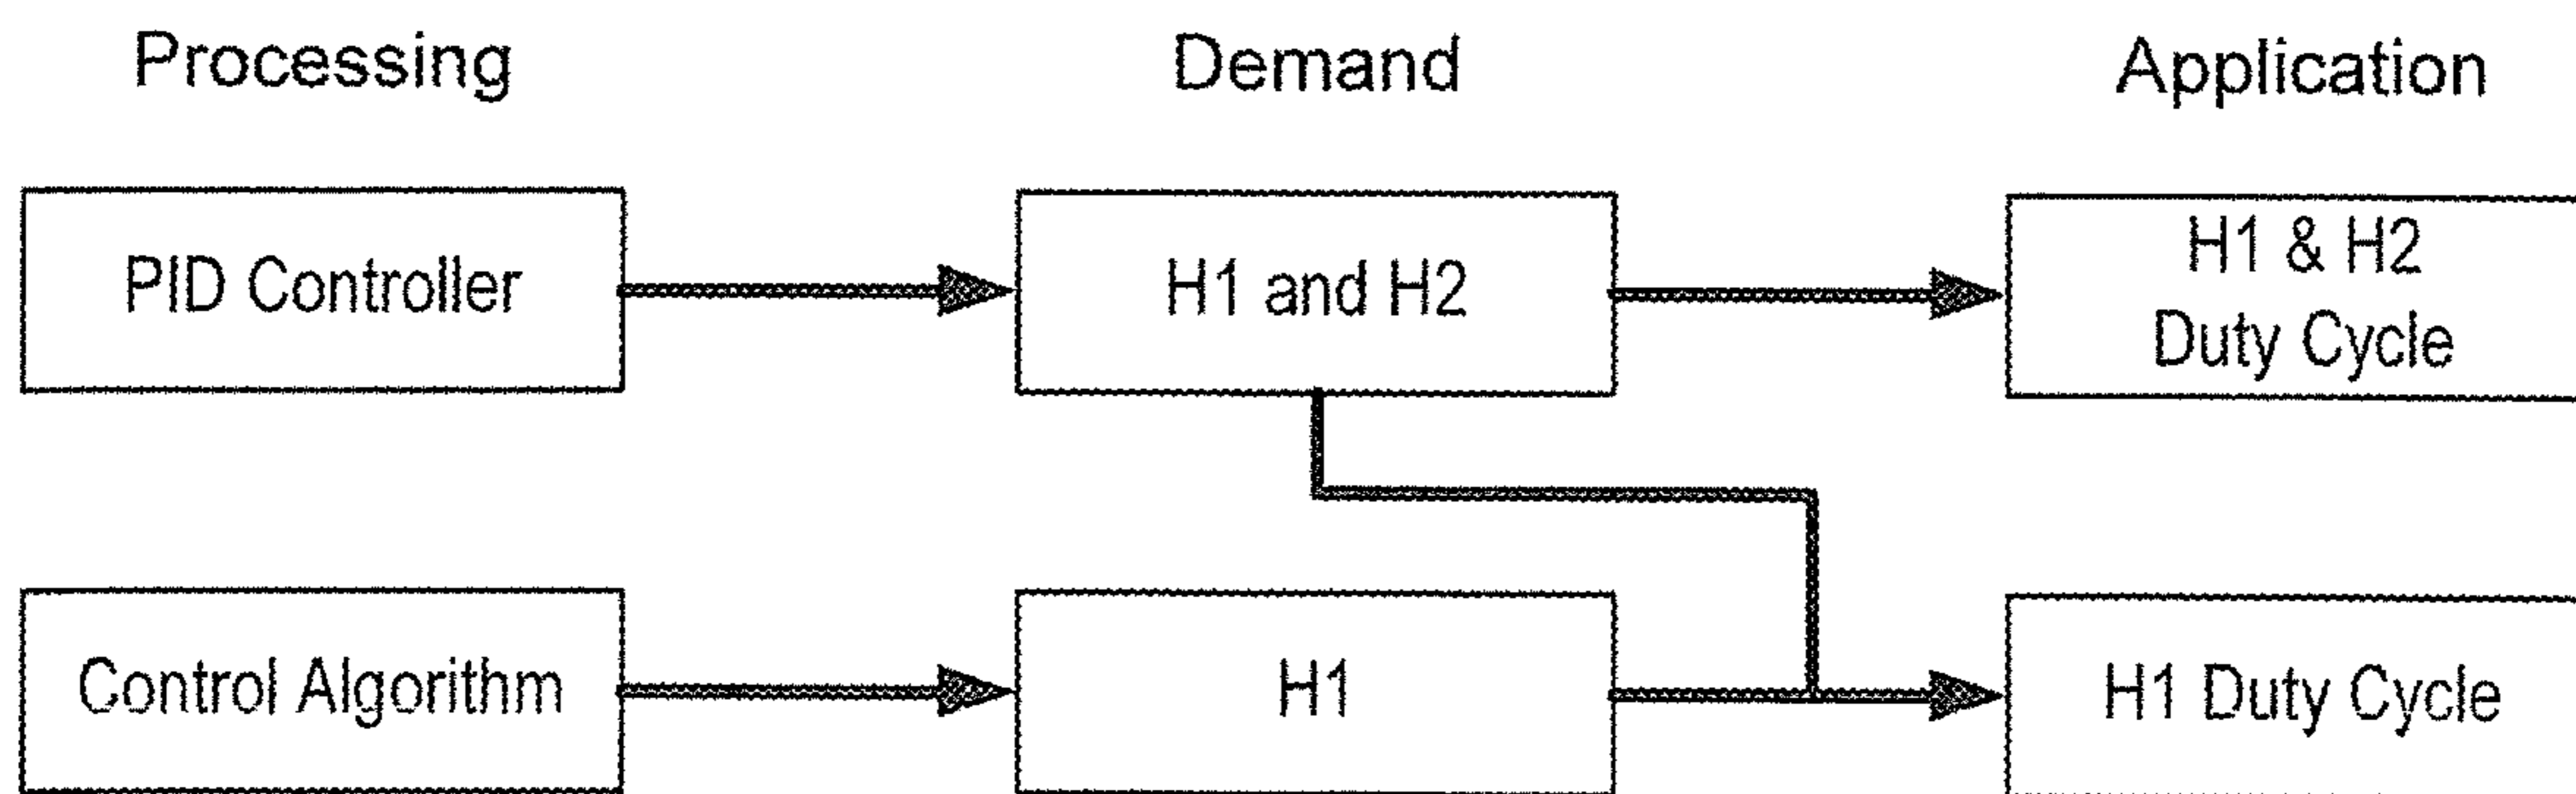 Processing
Demand
Application
PID Controller
H1 and H2
H1 & H2
Duty Cycle
Control Algorithm
H1
H1 Duty Cycle